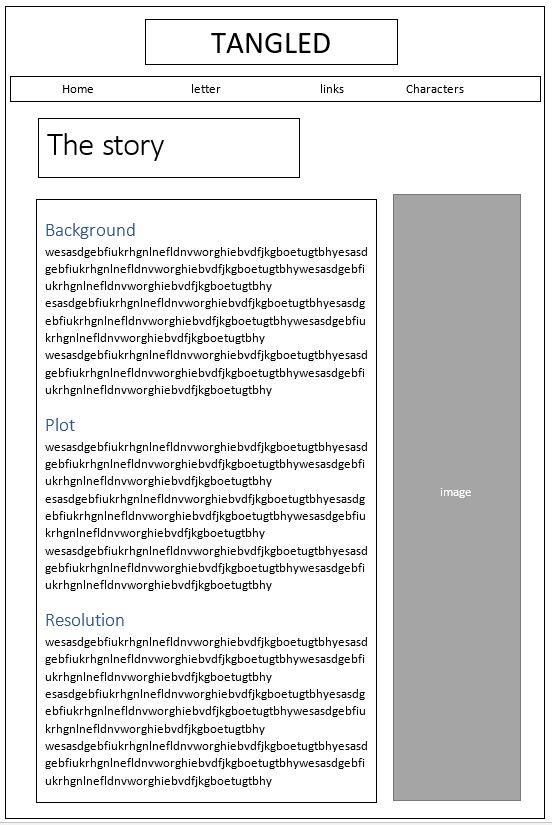 TANGLED
Home letter links Characters
The story
Background
wesasdgebfiukrhgnlnefldnvworghiebvdfjkgboetugtbhyesasd
gebfiukrhgnlnefldnvworghiebvdfjkgboetugtbhywesasdgebfi
ukrhgnlnefldnvworghiebvdfjkgboetugtbhy
esasdgebfiukrhgnlnefldnvworghiebvdfjkgboetugtbhyesasdg
ebfiukrhgnlnefldnvworghiebvdfjkgboetugtbhywesasdgebfiu
krhgnlnefldnvworghiebvdfjkgboetugtbhy
wesasdgebfiukrhgnlnefldnvworghiebvdfjkgboetugtbhyesasd
gebfiukrhgnlnefldnvworghiebvdfjkgboetugtbhywesasdgebfi
ukrhgnlnefldnvworghiebvdfjkgboetugtbhy
Plot
wesasdgebfiukrhgnlnefldnvworghiebvdfjkgboetugtbhyesasd
gebfiukrhgnlnefldnvworghiebvdfjkgboetugtbhywesasdgebfi
ukrhgnlnefldnvworghiebvdfjkgboetugtbhy
esasdgebfiukrhgnlnefldnvworghiebvdfjkgboetugtbhyesasdg
ebfiukrhgnlnefldnvworghiebvdfjkgboetugtbhywesasdgebfiu
krhgnlnefldnvworghiebvdfjkgboetugtbhy
wesasdgebfiukrhgnlnefldnvworghiebvdfjkgboetugtbhyesasd
gebfiukrhgnlnefldnvworghiebvdfjkgboetugtbhywesasdgebfi
ukrhgnlnefldnvworghiebvdfjkgboetugtbhy
Resolution
wesasdgebfiukrhgnlnefldnvworghiebvdfjkgboetugtbhyesasd
gebfiukrhgnlnefldnvworghiebvdfjkgboetugtbhywesasdgebfi
ukrhgnlnefldnvworghiebvdfjkgboetugtbhy
esasdgebfiukrhgnlnefldnvworghiebvdfjkgboetugtbhyesasdg
ebfiukrhgnlnefldnvworghiebvdfjkgboetugtbhywesasdgebfiu
krhgnlnefldnvworghiebvdfjkgboetugtbhy
wesasdgebfiukrhgnlnefldnvworghiebvdfjkgboetugtbhyesasd
gebfiukrhgnlnefldnvworghiebvdfjkgboetugtbhywesasdgebfi
ukrhgnlnefldnvworghiebvdfjkgboetugtbhy
image